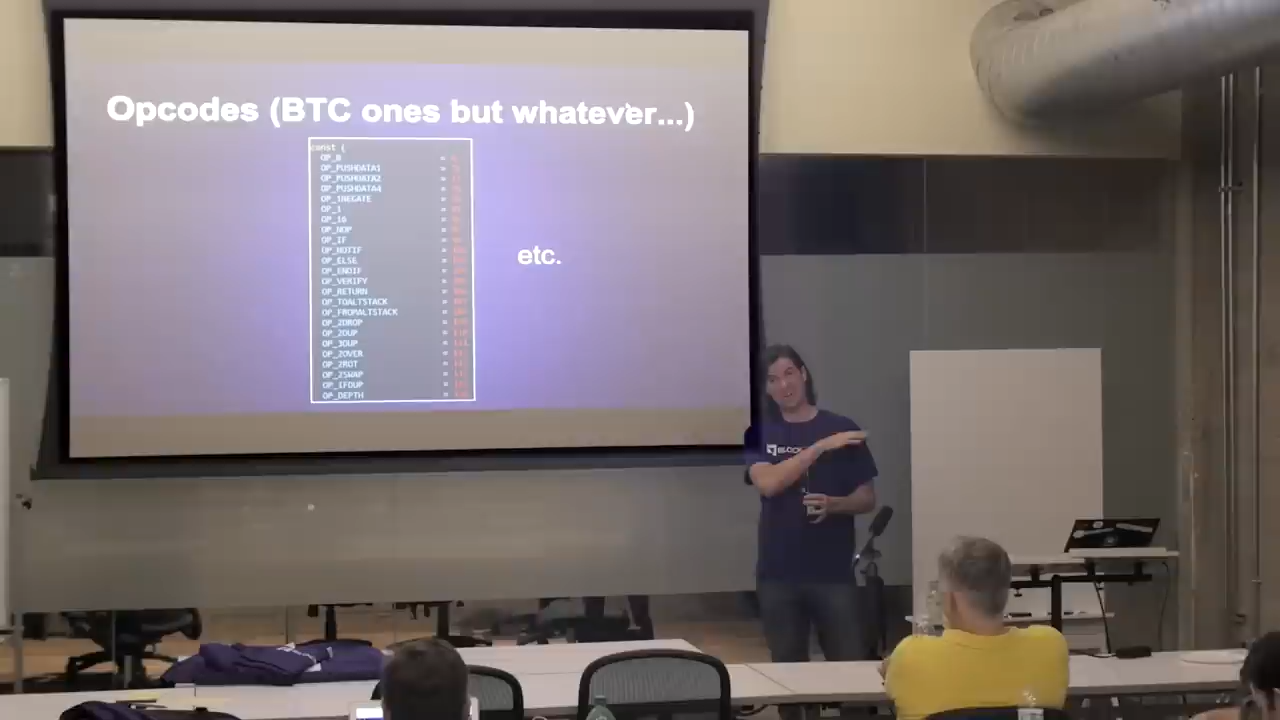 Opcodes (BTC ones but whatever...)
const (
OP_0 =
OP_PUSHDATA1 =
OP_PUSHDATA2 =
OP_PUSHDATA4 =
OP_1NEGATE =
OP_1 =
OP_16 =
OP_NOP =
OP_IF =
OP_NOTIF =
OP_ELSE =
OP_ENDIF =
OP_VERIFY =
OP_RETURN =
OP_TOALTSTACK =
OP_FROMALTSTACK =
OP_2DROP =
OP_2DUP =
OP_3DUP =
OP_2OVER =
OP_2ROT =
OP_2SWAP =
OP_IFDUP =
OP_DEPTH =
etc.